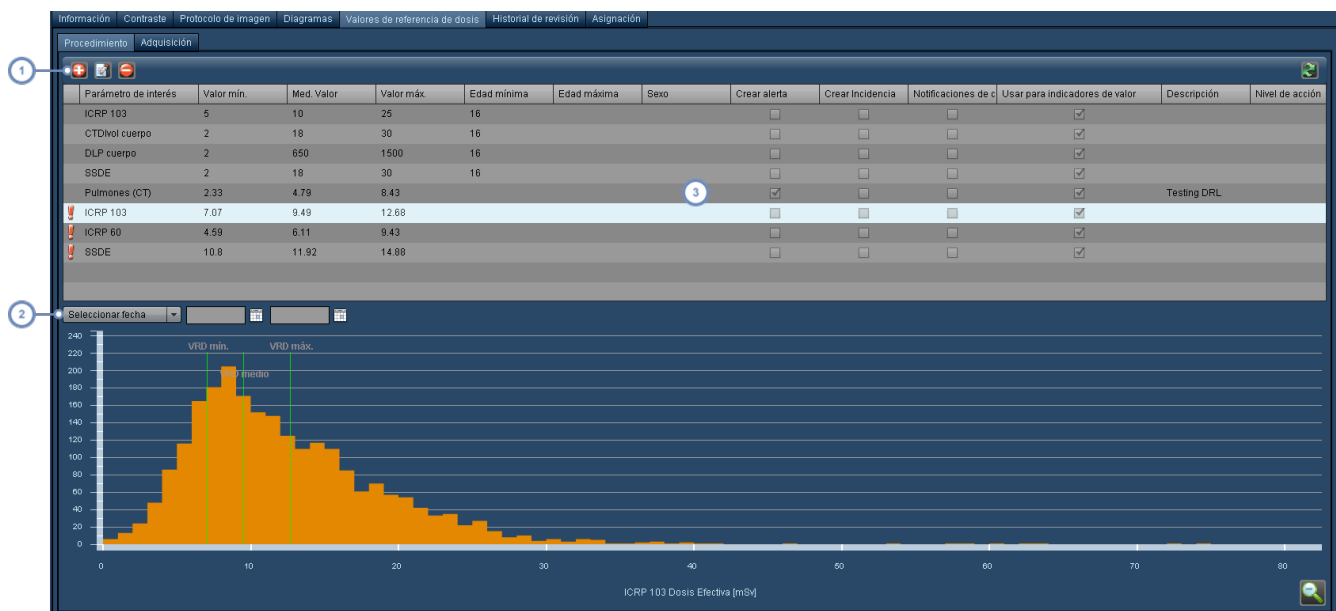 Información Contraste Protocolo de imagen Diagramas Valores de referencia de dosis Historial de revisión Asignación
Procedimiento Adquisición
1
Parámetro de interés Valor mín. Med. Valor Valor máx. Edad mínima Edad máxima Sexo Crear alerta Crear Incidencia Notificaciones de c Usar para indicadores de valor Descripción Nivel de acción
ICRP 103 5 10 25 16
CTDIvol cuerpo 2 18 30 16
DLP cuerpo 2 650 1500 16
SSDE 2 18 30 16
Pulmones (CT) 2.33 4.79 8.43 3 Testing DRL
ICRP 103 7.07 9.49 12.68
ICRP 60 4.59 6.11 9.43
SSDE 10.8 11.92 14.88
2 Seleccionar fecha
240
220
200
180
160
140
120
100
80
60
40
20
0
VRD mín. VRD máx.
medio
0 10 20 30 40 50 60 70 80
ICRP 103 Dosis Efectiva [mSv]